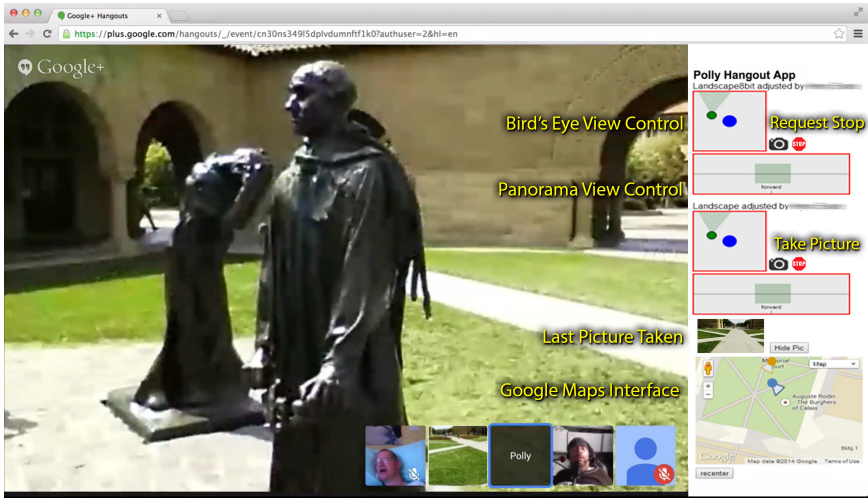 Google+ Hangouts
https://plus.google.com/hangouts/_/event/cn30ns349l5dplvdumnftf1k0?authuser=2&hl=en
Google+
Polly Hangout App
Landscape8bit adjusted by
Bird's Eye View Control
Request Stop
STOP
Panorama View Control
forward
Landscape adjusted by
Take Picture
STOP
forward
Last Picture Taken
Hide Pic
Google Maps Interface
Map
Memorial
Court
+
−
Auguste Rodin
The Burghers
of Calais
Bldg 1
Google
Map data ©2014 Google Terms of Use
recenter
Polly